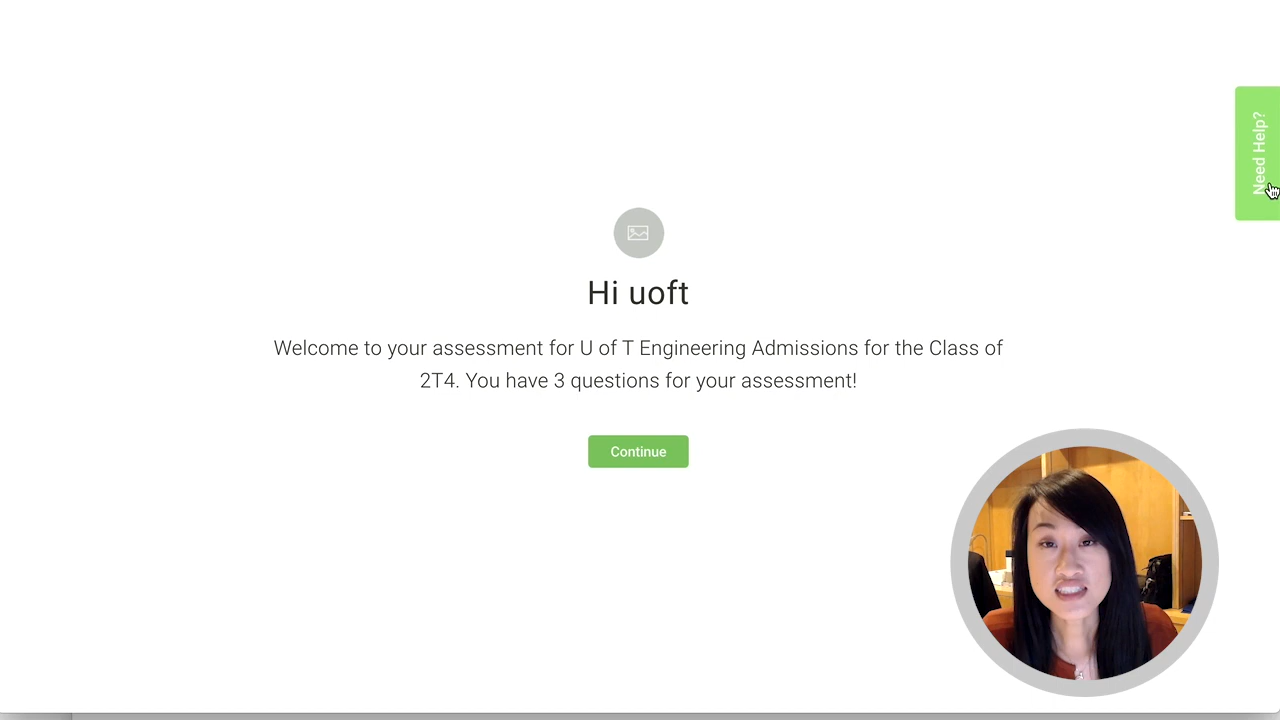 Need Help?
Hi uoft
Welcome to your assessment for U of T Engineering Admissions for the Class of
2T4. You have 3 questions for your assessment!
Continue